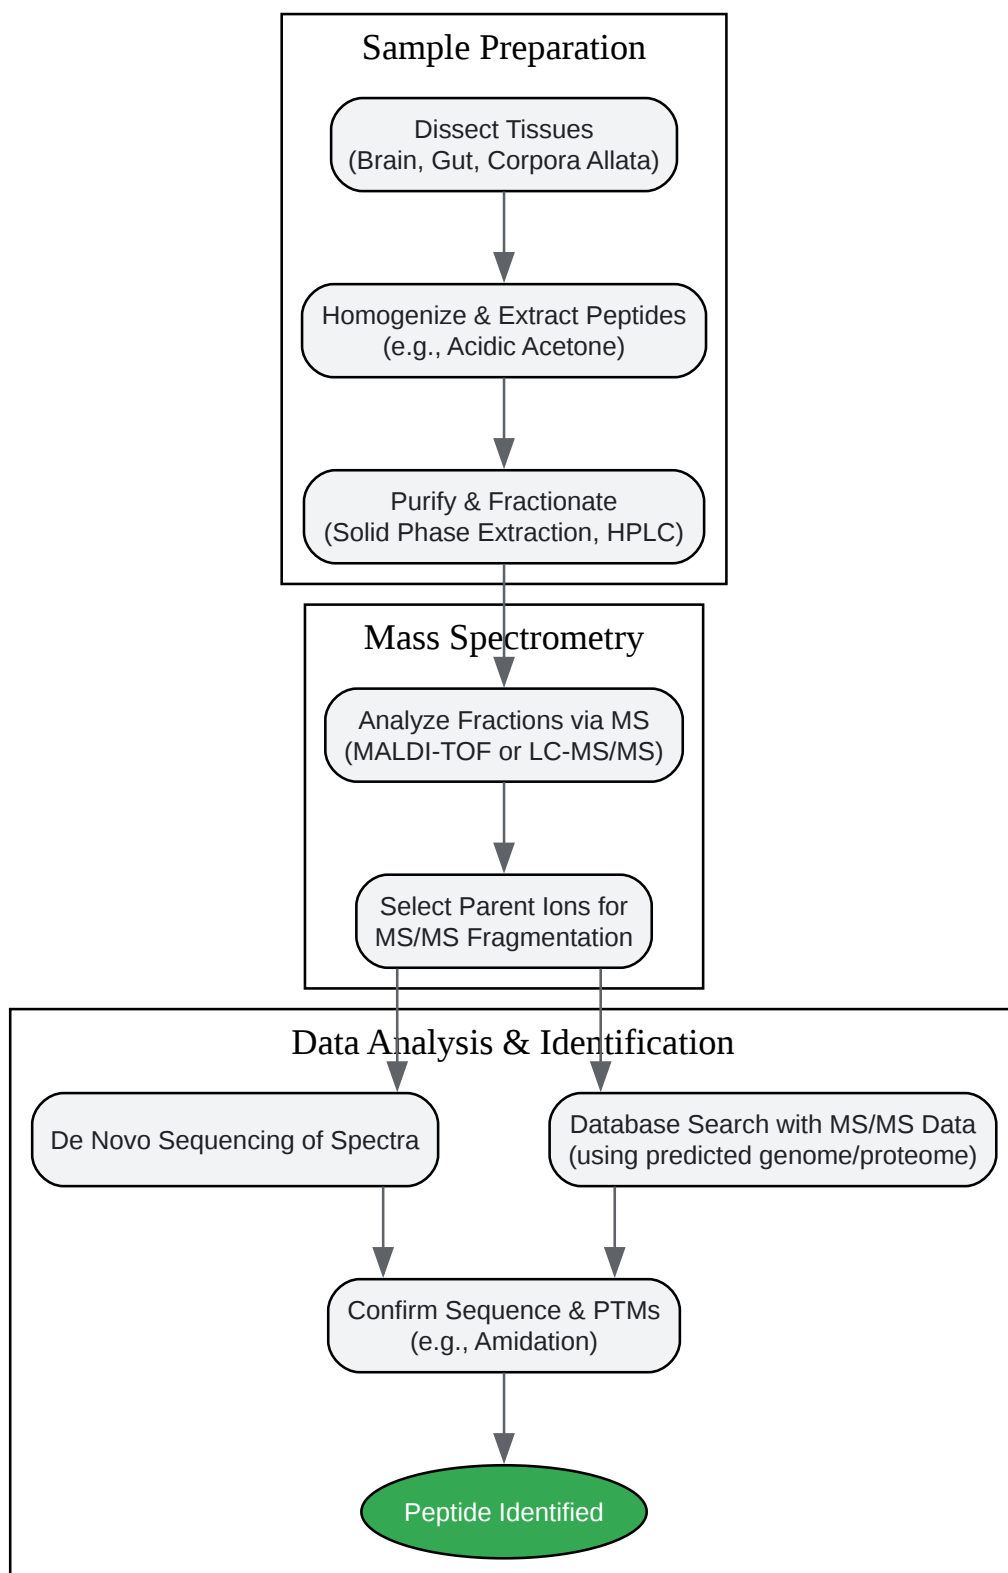 Sample Preparation
Dissect Tissues
(Brain, Gut, Corpora Allata)
Homogenize & Extract Peptides
(e.g., Acidic Acetone)
Purify & Fractionate
(Solid Phase Extraction, HPLC)
Mass Spectrometry
Analyze Fractions via MS
(MALDI-TOF or LC-MS/MS)
Select Parent Ions for
MS/MS Fragmentation
Data Analysis & Identification
De Novo Sequencing of Spectra
Database Search with MS/MS Data
(using predicted genome/proteome)
Confirm Sequence & PTMs
(e.g., Amidation)
Peptide Identified